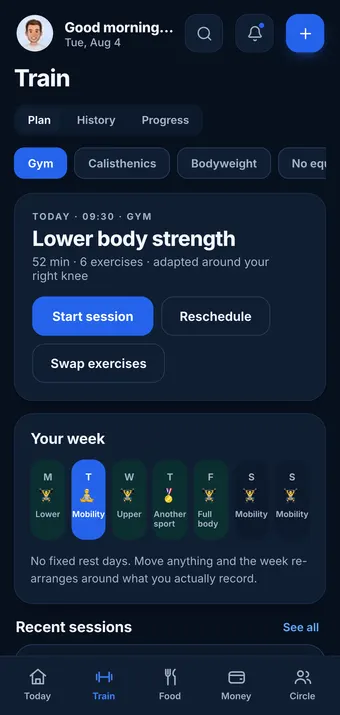 Good morning...
Tue, Aug 4
Train
Plan
History
Progress
Gym
Calisthenics
Bodyweight
No equ
TODAY · 09:30 · GYM
Lower body strength
52 min · 6 exercises · adapted around your
right knee
Start session
Reschedule
Swap exercises
Your week
M T W T F S S
Lower Mobility Upper Another sport Full body Mobility Mobility
No fixed rest days. Move anything and the week re-
arranges around what you actually record.
Recent sessions
See all
Today
Train
Food
Money
Circle